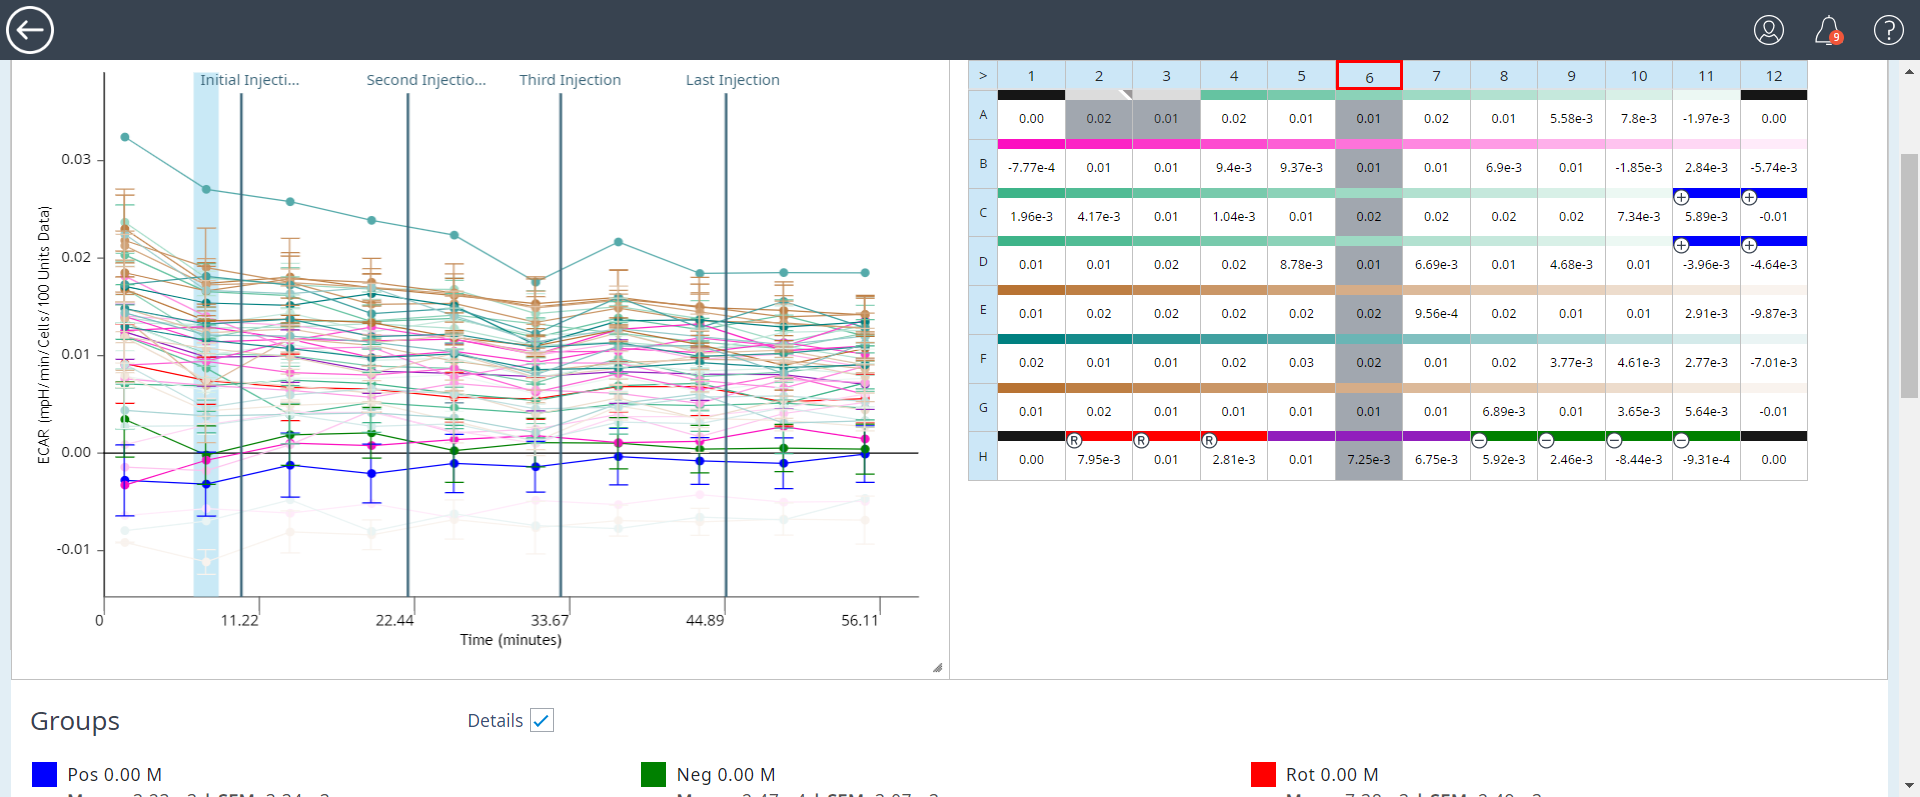 9
Initial Injecti...
Second Injectio...
Third Injection
Last Injection
ECAR (mpH/min/Cells/100 Units Data)
0.03
0.02
0.01
0.00
-0.01
0 11.22 22.44 33.67 44.89 56.11
Time (minutes)
> 1 2 3 4 5 6 7 8 9 10 11 12
A 0.00 0.02 0.01 0.02 0.01 0.01 0.02 0.01 5.58e-3 7.8e-3 -1.97e-3 0.00
B -7.77e-4 0.01 0.01 9.4e-3 9.37e-3 0.01 0.01 6.9e-3 0.01 -1.85e-3 2.84e-3 -5.74e-3
C 1.96e-3 4.17e-3 0.01 1.04e-3 0.01 0.02 0.02 0.02 0.02 7.34e-3 5.89e-3 -0.01
D 0.01 0.01 0.02 0.02 8.78e-3 0.01 6.69e-3 0.01 4.68e-3 0.01 -3.96e-3 -4.64e-3
E 0.01 0.02 0.02 0.02 0.02 0.02 9.56e-4 0.02 0.01 0.01 2.91e-3 -9.87e-3
F 0.02 0.01 0.01 0.02 0.03 0.02 0.01 0.02 3.77e-3 4.61e-3 2.77e-3 -7.01e-3
G 0.01 0.02 0.01 0.01 0.01 0.01 0.01 6.89e-3 0.01 3.65e-3 5.64e-3 -0.01
R R R
H 0.00 7.95e-3 0.01 2.81e-3 0.01 7.25e-3 6.75e-3 5.92e-3 2.46e-3 -8.44e-3 -9.31e-4 0.00
Groups
Details
Pos 0.00 M
Neg 0.00 M
Rot 0.00 M